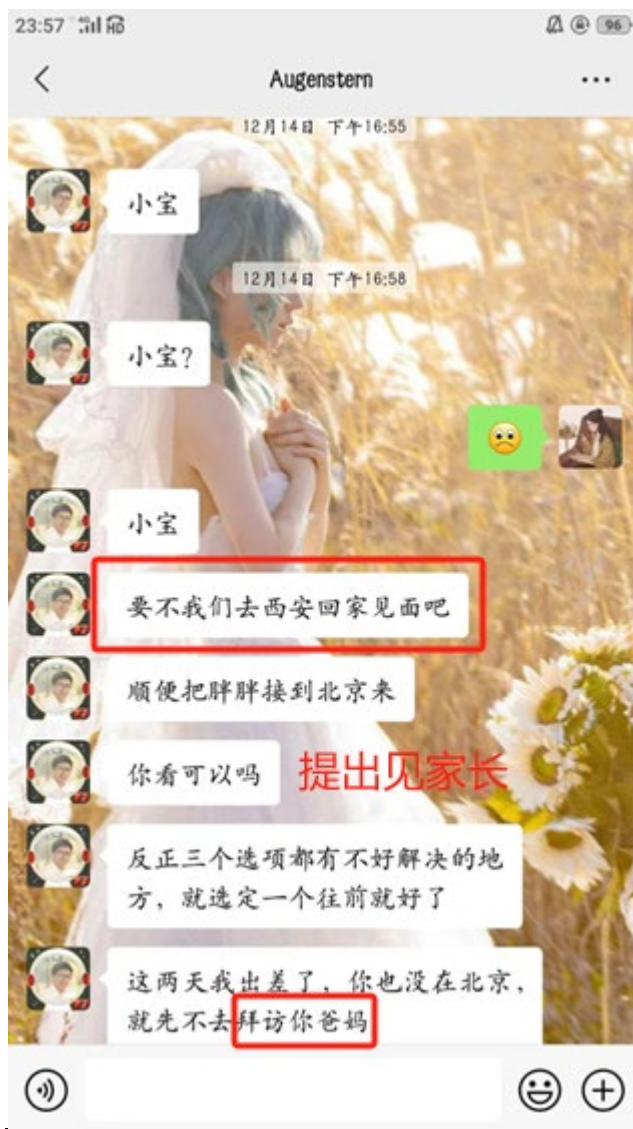 23:57 4G HD 96
Augenstern
12月14日 下午16:55
小宝
12月14日 下午16:58
小宝?
小宝
要不我们去西安回家见面吧
顺便把胖胖接到北京来
你看可以吗
提出见家长
反正三个选项都有不好解决的地
方，就选定一个往前就好了
这两天我出差了，你也没在北京，
就先不去拜访你爸妈